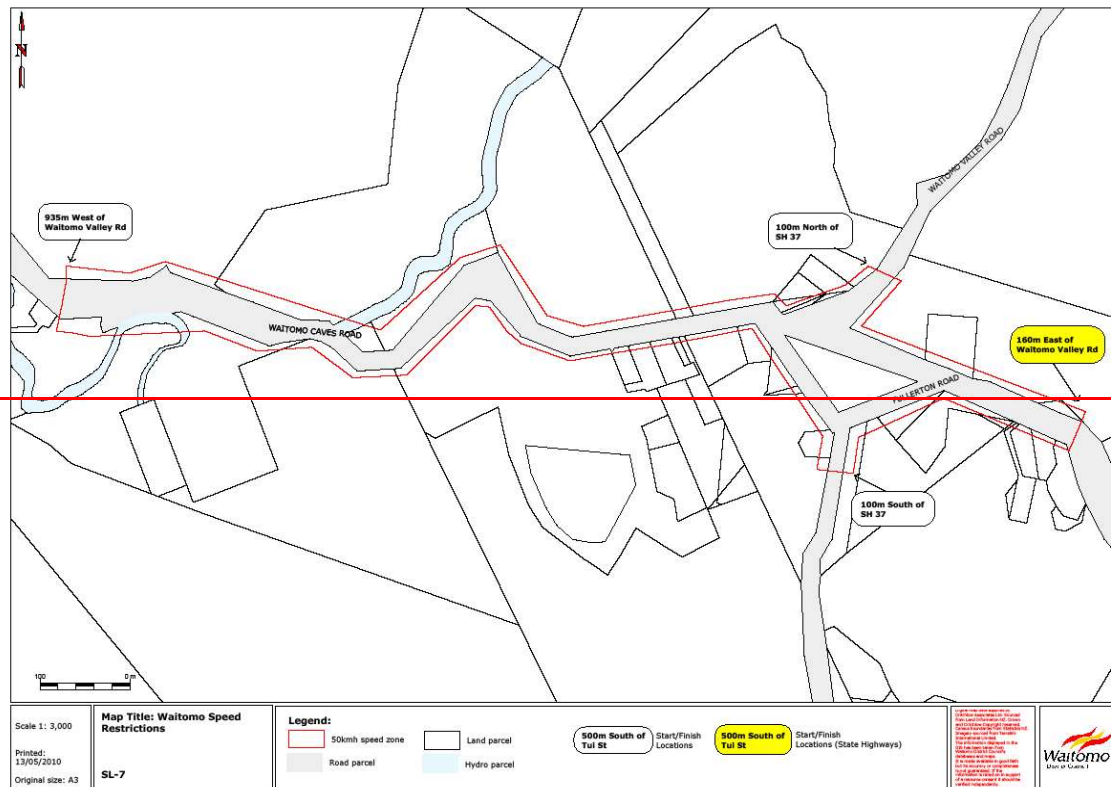 N
WAITOMO VALLEY ROAD
935m West of
Waitomo Valley Rd
100m North of
SH 37
WAITOMO CAVES ROAD
160m East of
Waitomo Valley Rd
FULLERTON ROAD
100m South of
SH 37
100 0 m
Scale 1: 3,000
Printed:
13/05/2010
Original size: A3
Map Title: Waitomo Speed
Restrictions
SL-7
Legend:
50kmh speed zone
Road parcel
Land parcel
Hydro parcel
500m South of
Tui St
Start/Finish
Locations
500m South of
Tui St
Start/Finish
Locations (State Highways)
Waitomo
District Council